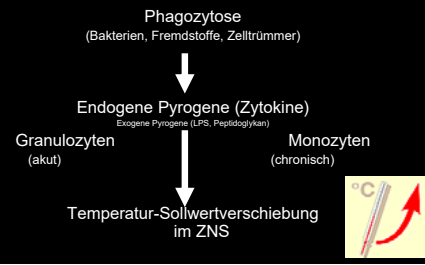 Phagozytose
(Bakterien, Fremdstoffe, Zelltrümmer)
Endogene Pyrogene (Zytokine)
Exogene Pyrogene (LPS, Peptidoglykan)
Granulozyten Monozyten
(akut) (chronisch)
°C
Temperatur-Sollwertverschiebung
im ZNS